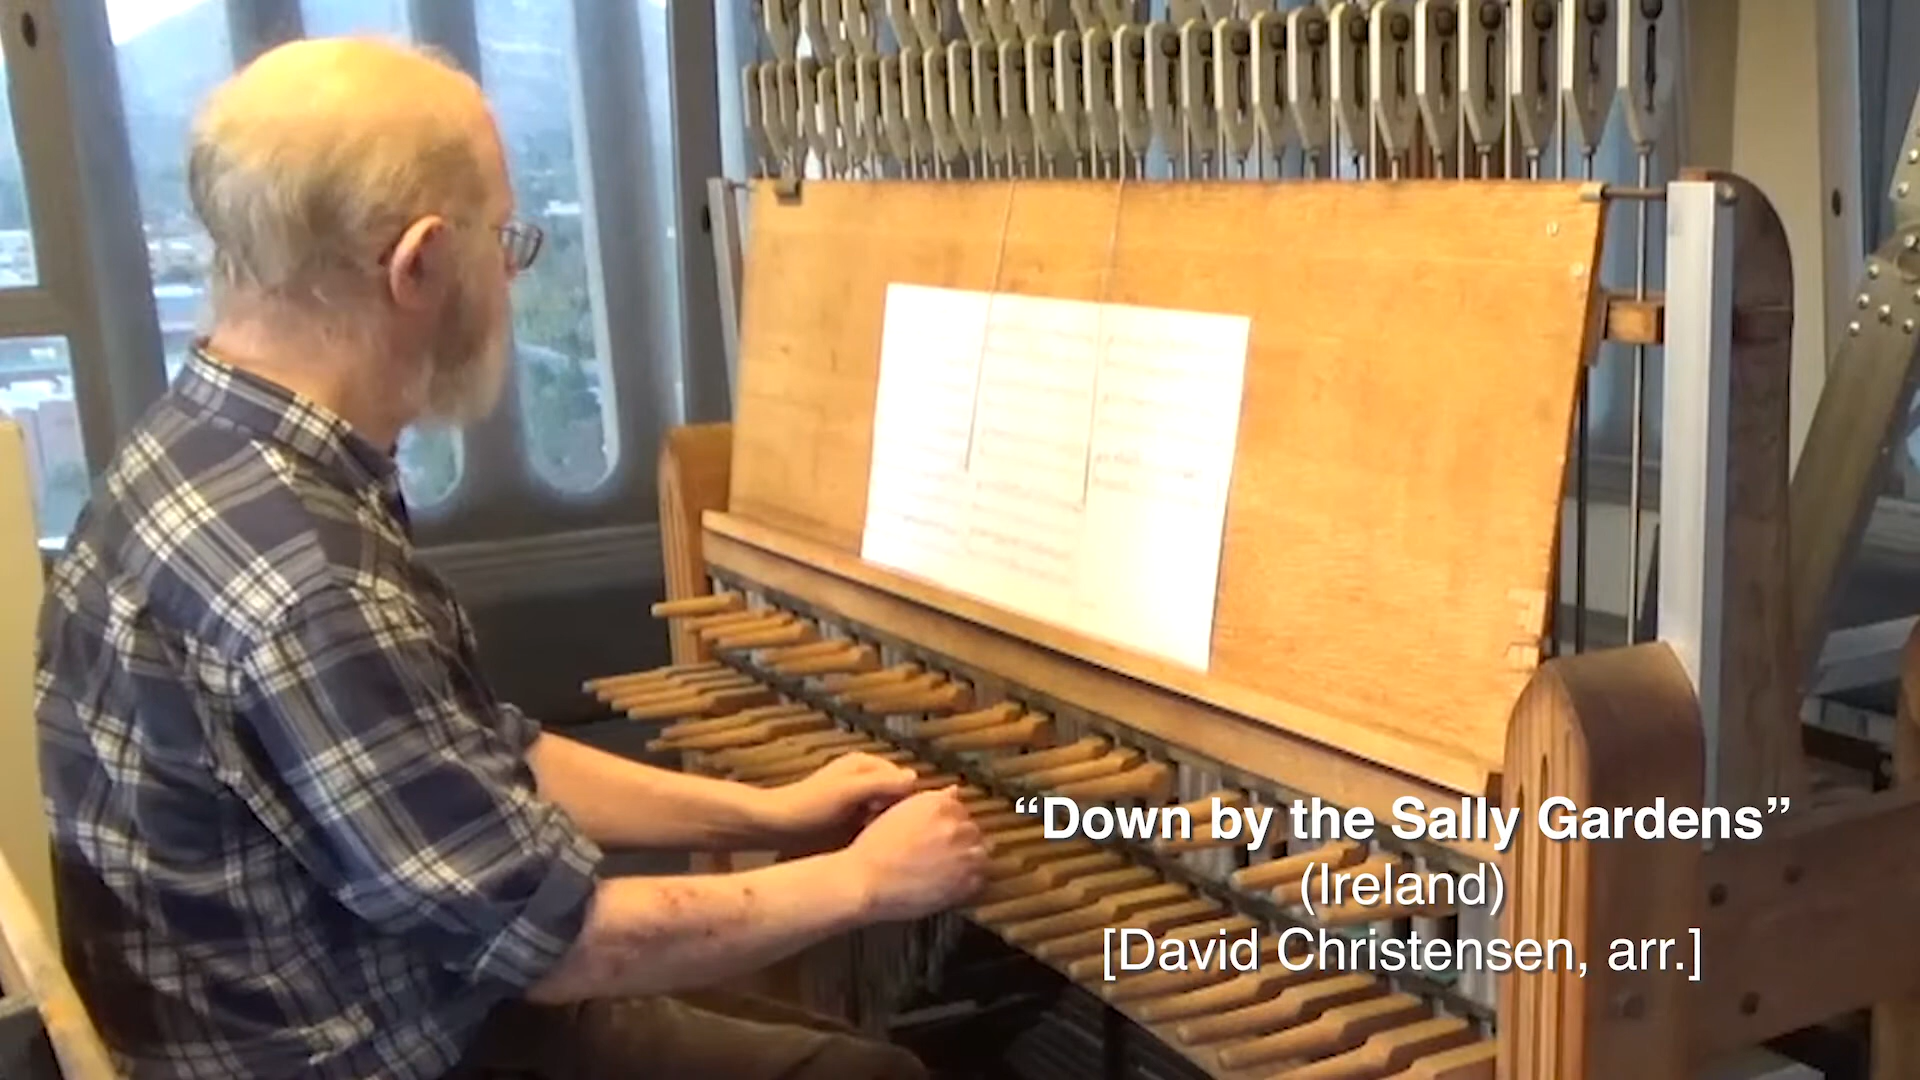 “Down by the Sally Gardens”
(Ireland)
[David Christensen, arr.]